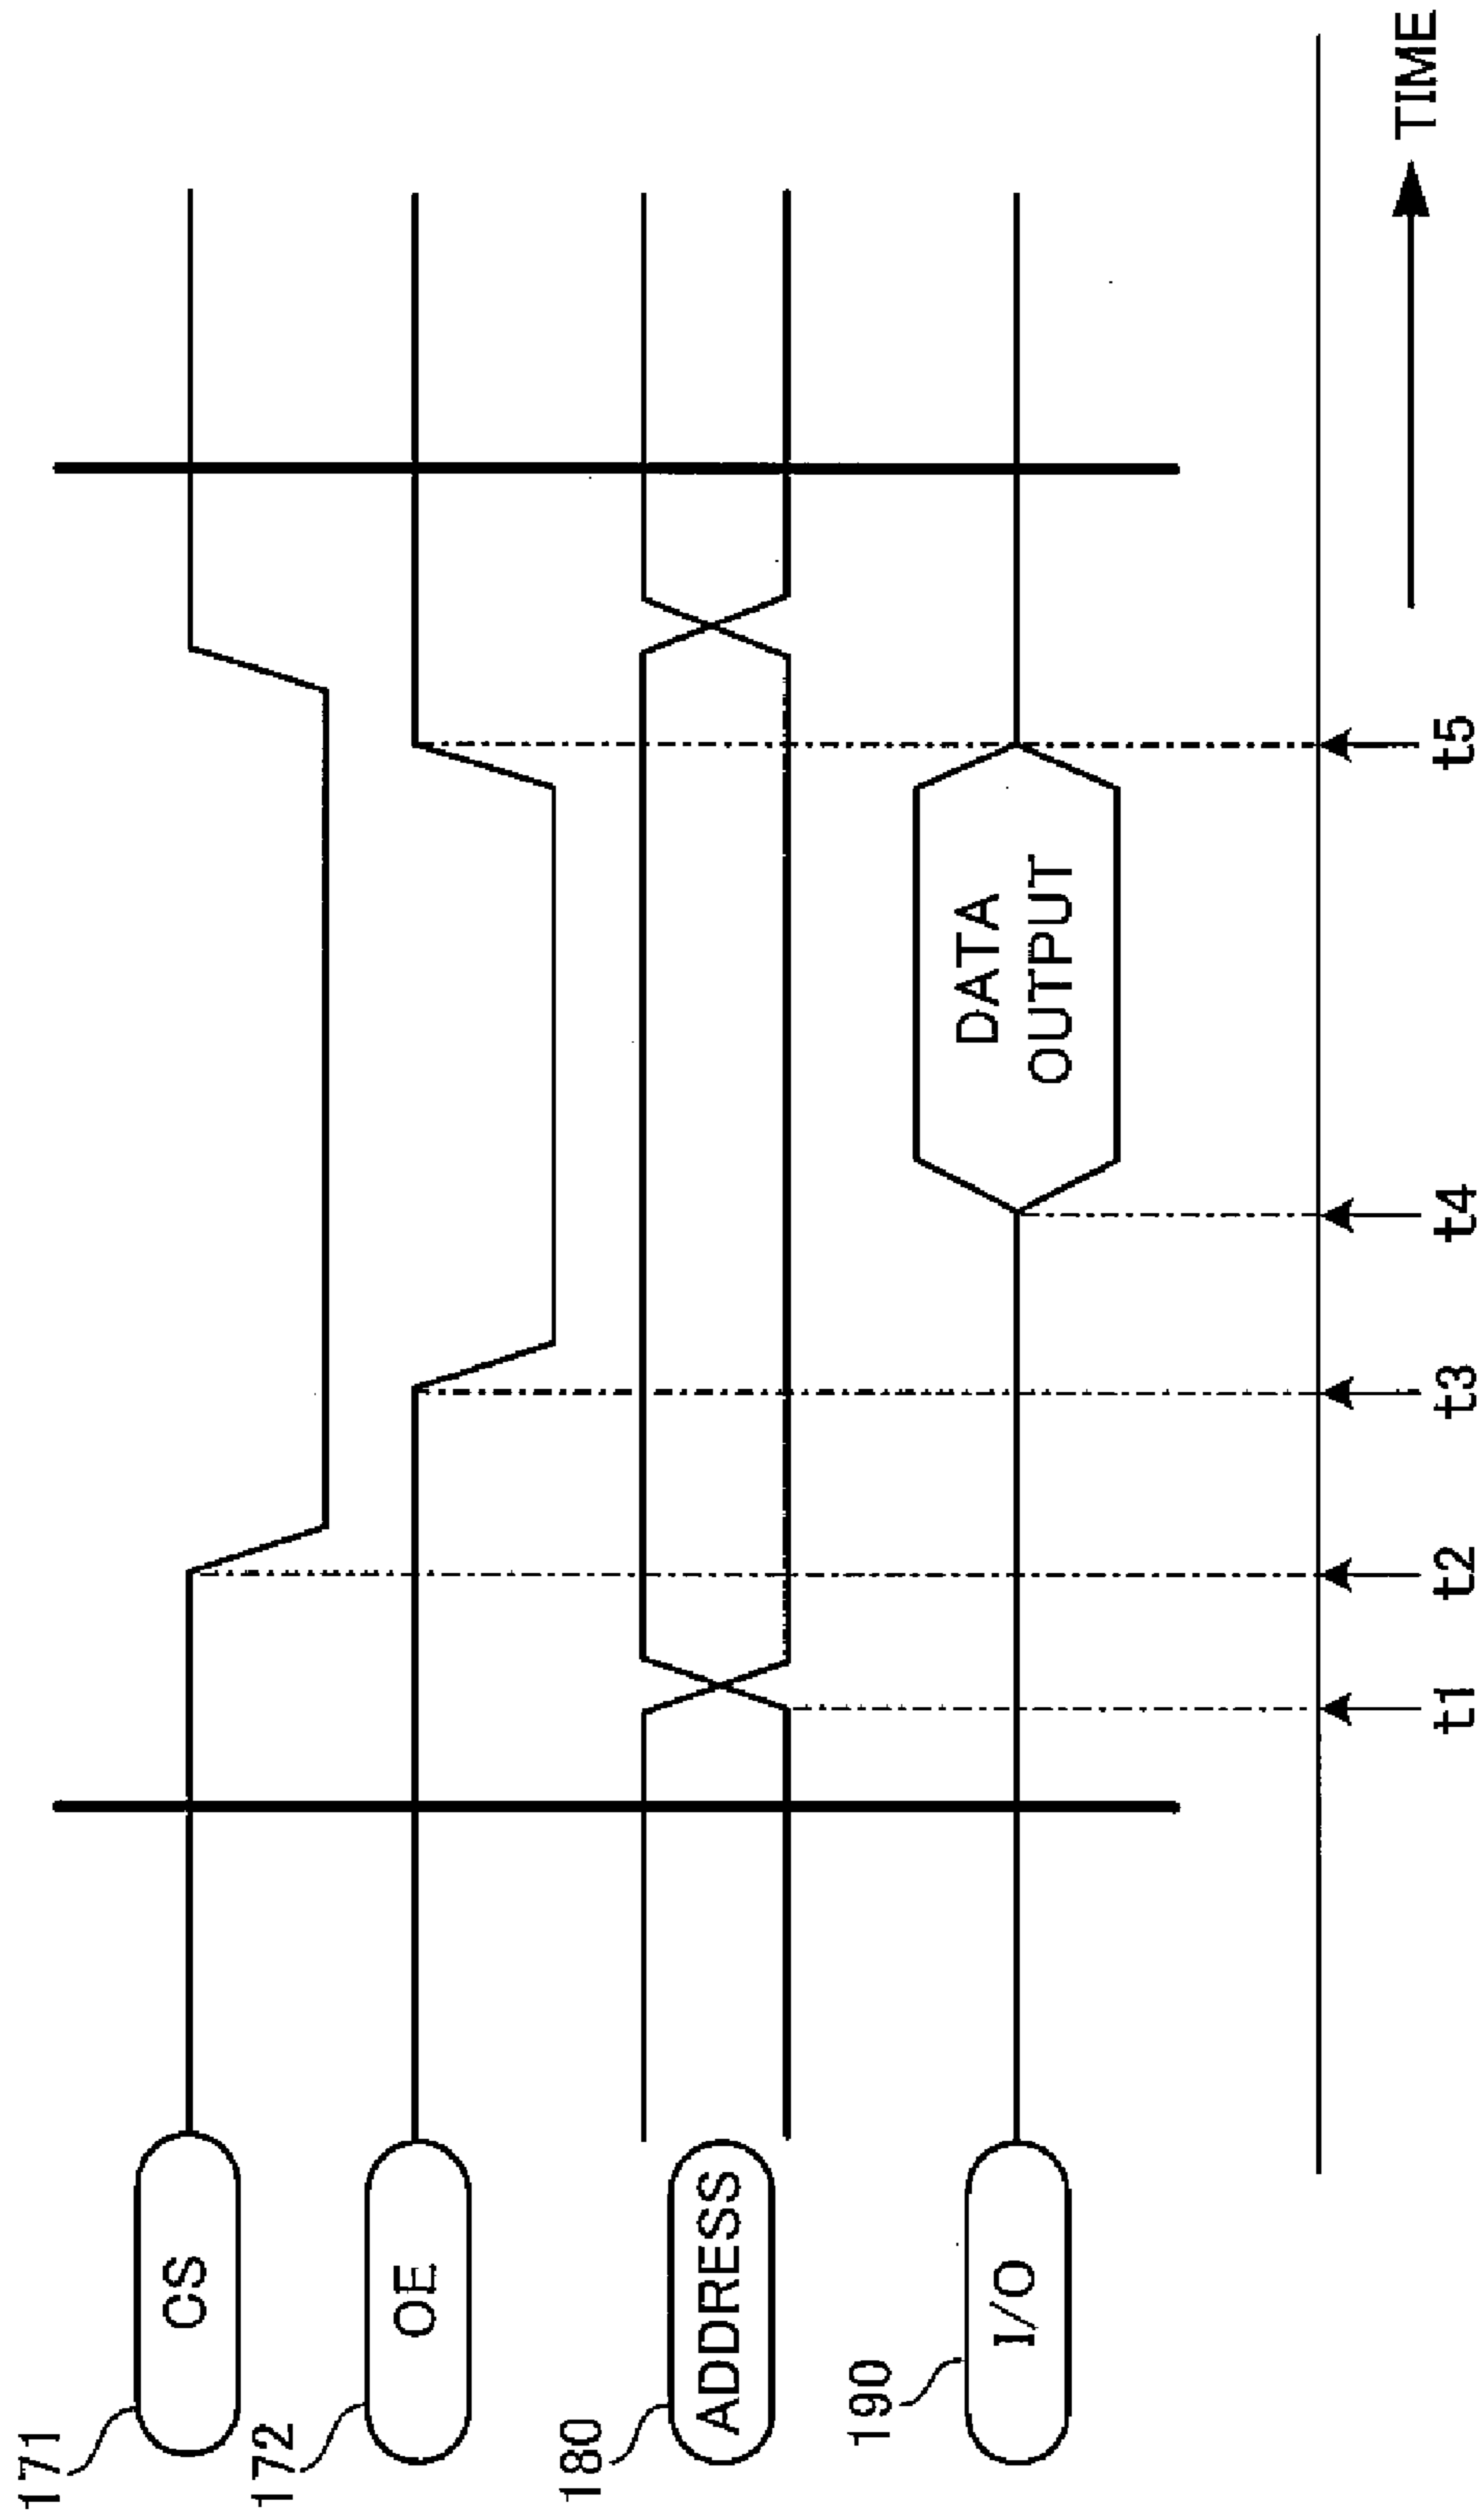 171
CS
172
OE
180
ADDRESS
190
I/O
DATA
OUTPUT
t1
t2
t3
t4
t5
TIME